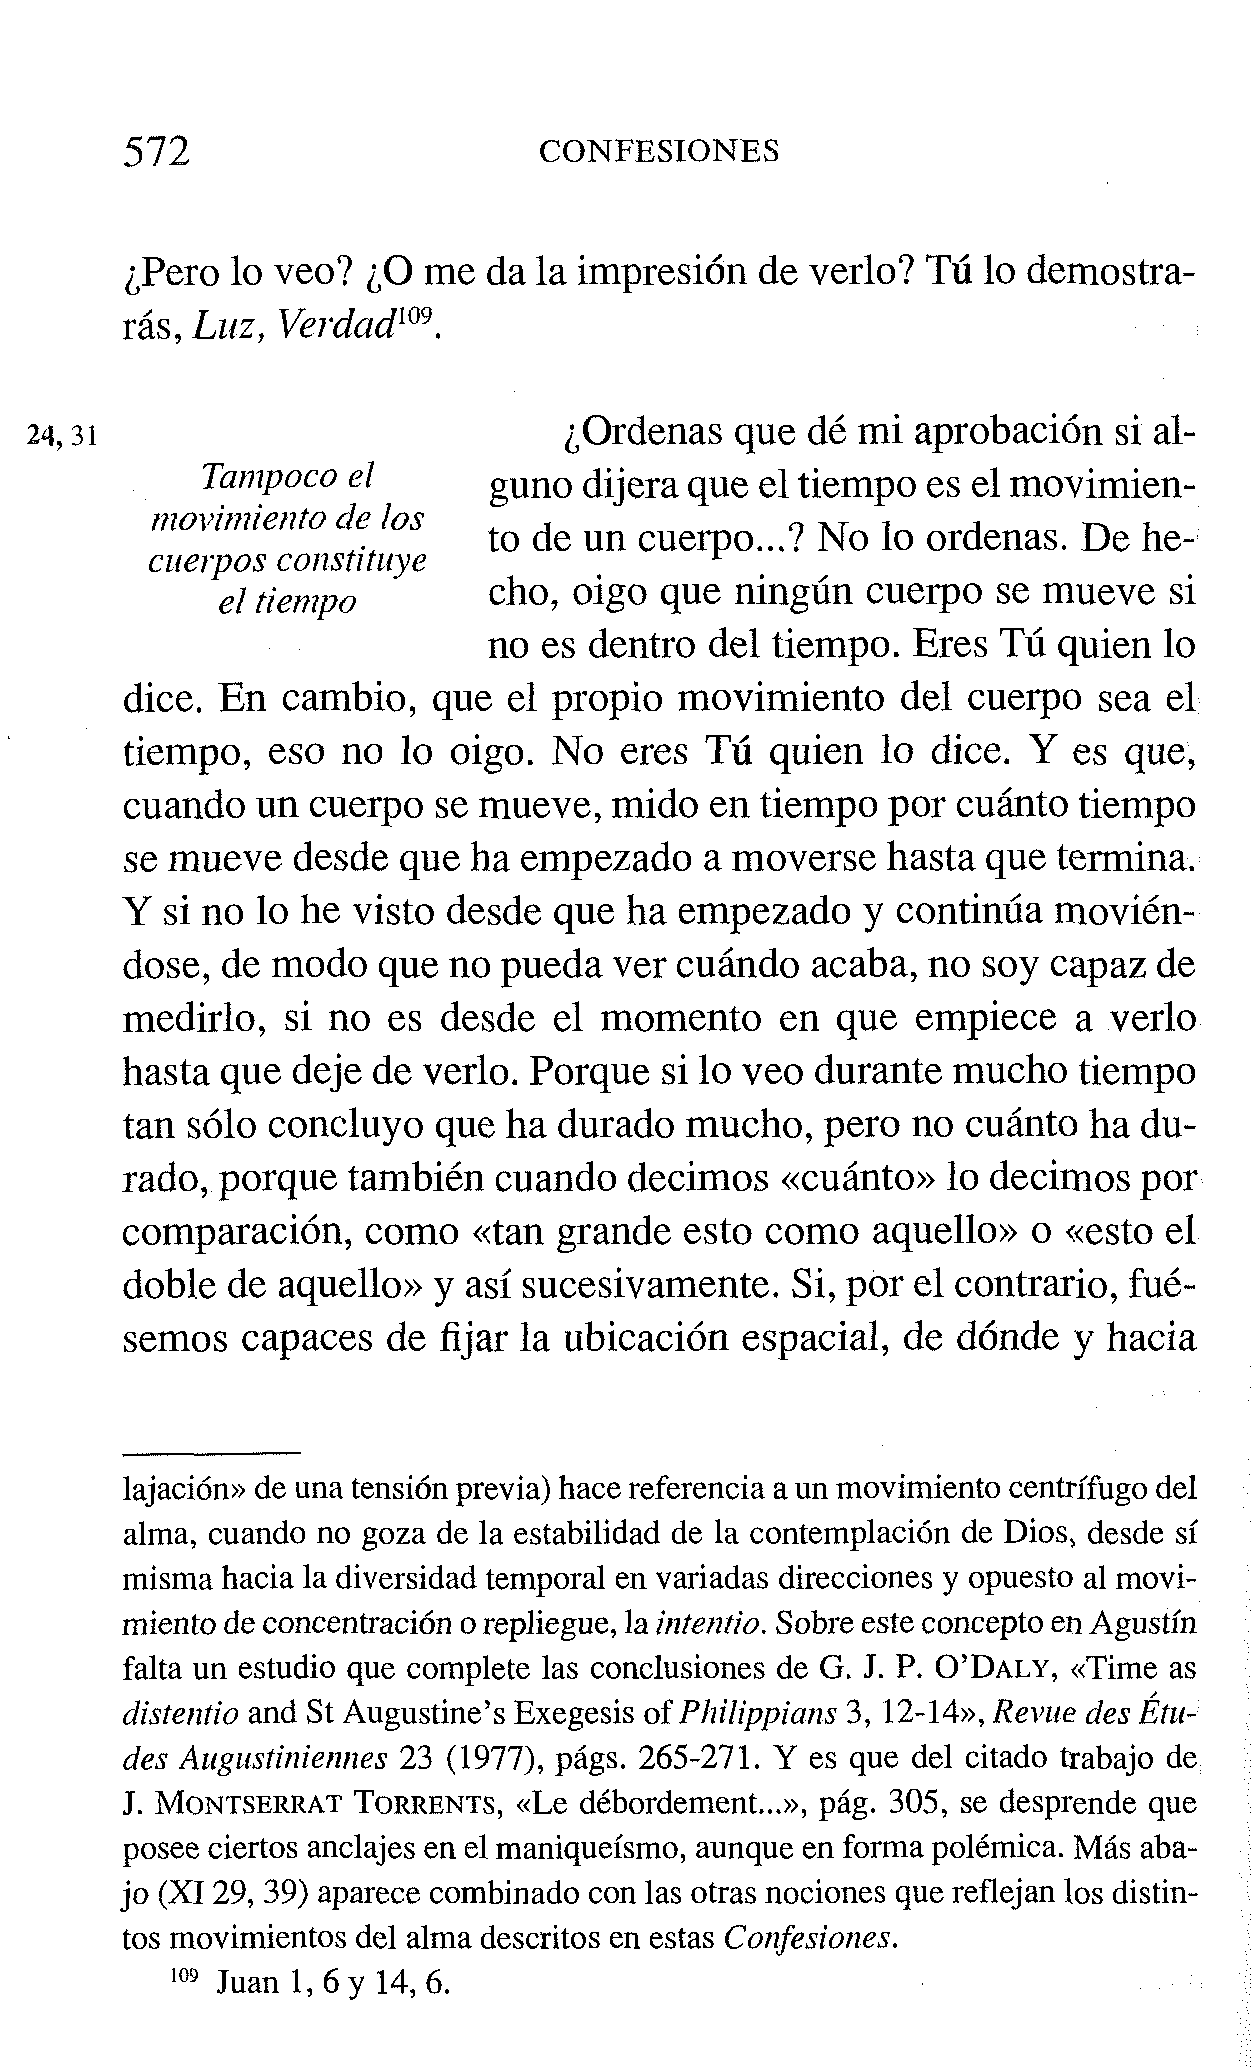 572 CONFESIONES
¿Pero lo veo? ¿O me da la impresión de verlo? Tú lo demostra-
rás, Luz, Verdad¹⁰⁹.
24, 31
Tampoco el
movimiento de los
cuerpos constituye
el tiempo
¿Ordenas que dé mi aprobación si al-
guno dijera que el tiempo es el movimien-
to de un cuerpo...? No lo ordenas. De he-
cho, oigo que ningún cuerpo se mueve si
no es dentro del tiempo. Eres Tú quien lo
dice. En cambio, que el propio movimiento del cuerpo sea el
tiempo, eso no lo oigo. No eres Tú quien lo dice. Y es que,
cuando un cuerpo se mueve, mido en tiempo por cuánto tiempo
se mueve desde que ha empezado a moverse hasta que termina.
Y si no lo he visto desde que ha empezado y continúa movién-
dose, de modo que no pueda ver cuándo acaba, no soy capaz de
medirlo, si no es desde el momento en que empiece a verlo
hasta que deje de verlo. Porque si lo veo durante mucho tiempo
tan sólo concluyo que ha durado mucho, pero no cuánto ha du-
rado, porque también cuando decimos «cuánto» lo decimos por
comparación, como «tan grande esto como aquello» o «esto el
doble de aquello» y así sucesivamente. Si, por el contrario, fué-
semos capaces de fijar la ubicación espacial, de dónde y hacia
lajación» de una tensión previa) hace referencia a un movimiento centrífugo del
alma, cuando no goza de la estabilidad de la contemplación de Dios, desde sí
misma hacia la diversidad temporal en variadas direcciones y opuesto al movi-
miento de concentración o repliegue, la intentio. Sobre este concepto en Agustín
falta un estudio que complete las conclusiones de G. J. P. O'DALY, «Time as
distentio and St Augustine's Exegesis of Philippians 3, 12-14», Revue des Étu-
des Augustiniennes 23 (1977), págs. 265-271. Y es que del citado trabajo de
J. MONTSERRAT TORRENTS, «Le débordement...», pág. 305, se desprende que
posee ciertos anclajes en el maniqueísmo, aunque en forma polémica. Más aba-
jo (XI 29, 39) aparece combinado con las otras nociones que reflejan los distin-
tos movimientos del alma descritos en estas Confesiones.
¹⁰⁹ Juan 1, 6 y 14, 6.